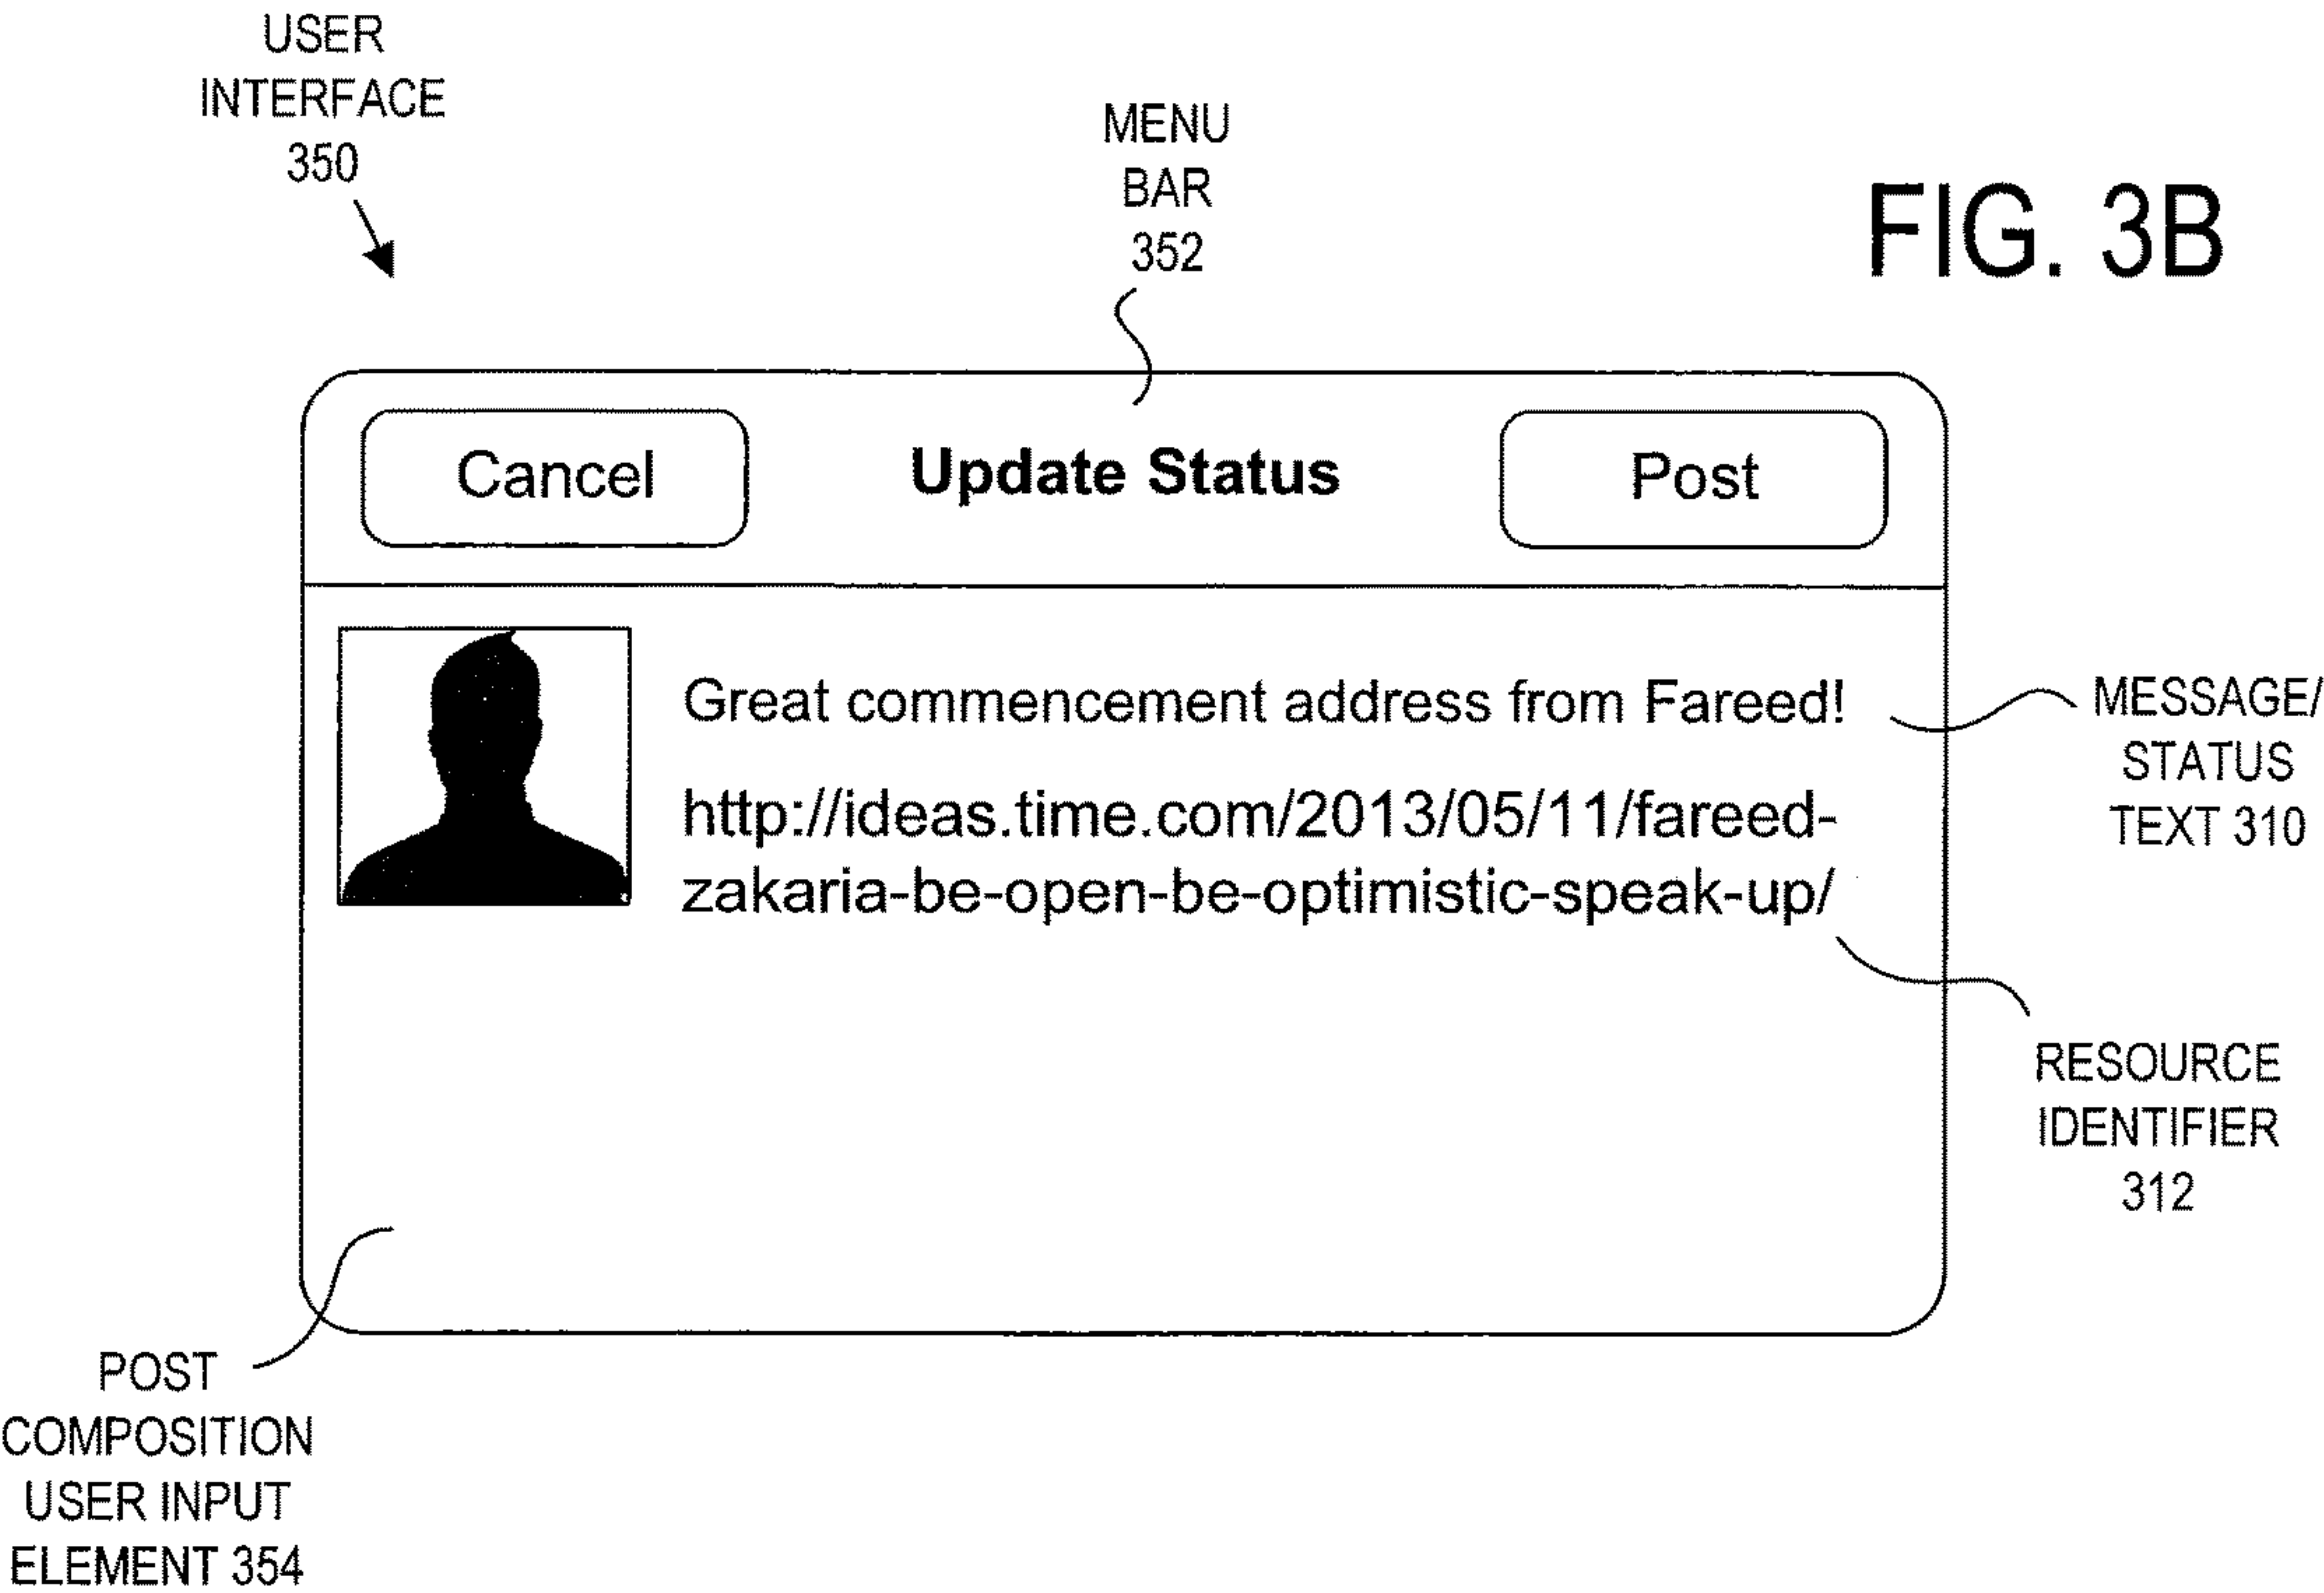 USER
INTERFACE
350
MENU
BAR
352
FIG. 3B
Cancel
Update Status
Post
Great commencement address from Fareed!
http://ideas.time.com/2013/05/11/fareed-
zakaria-be-open-be-optimistic-speak-up/
MESSAGE/
STATUS
TEXT 310
RESOURCE
IDENTIFIER
312
POST
COMPOSITION
USER INPUT
ELEMENT 354